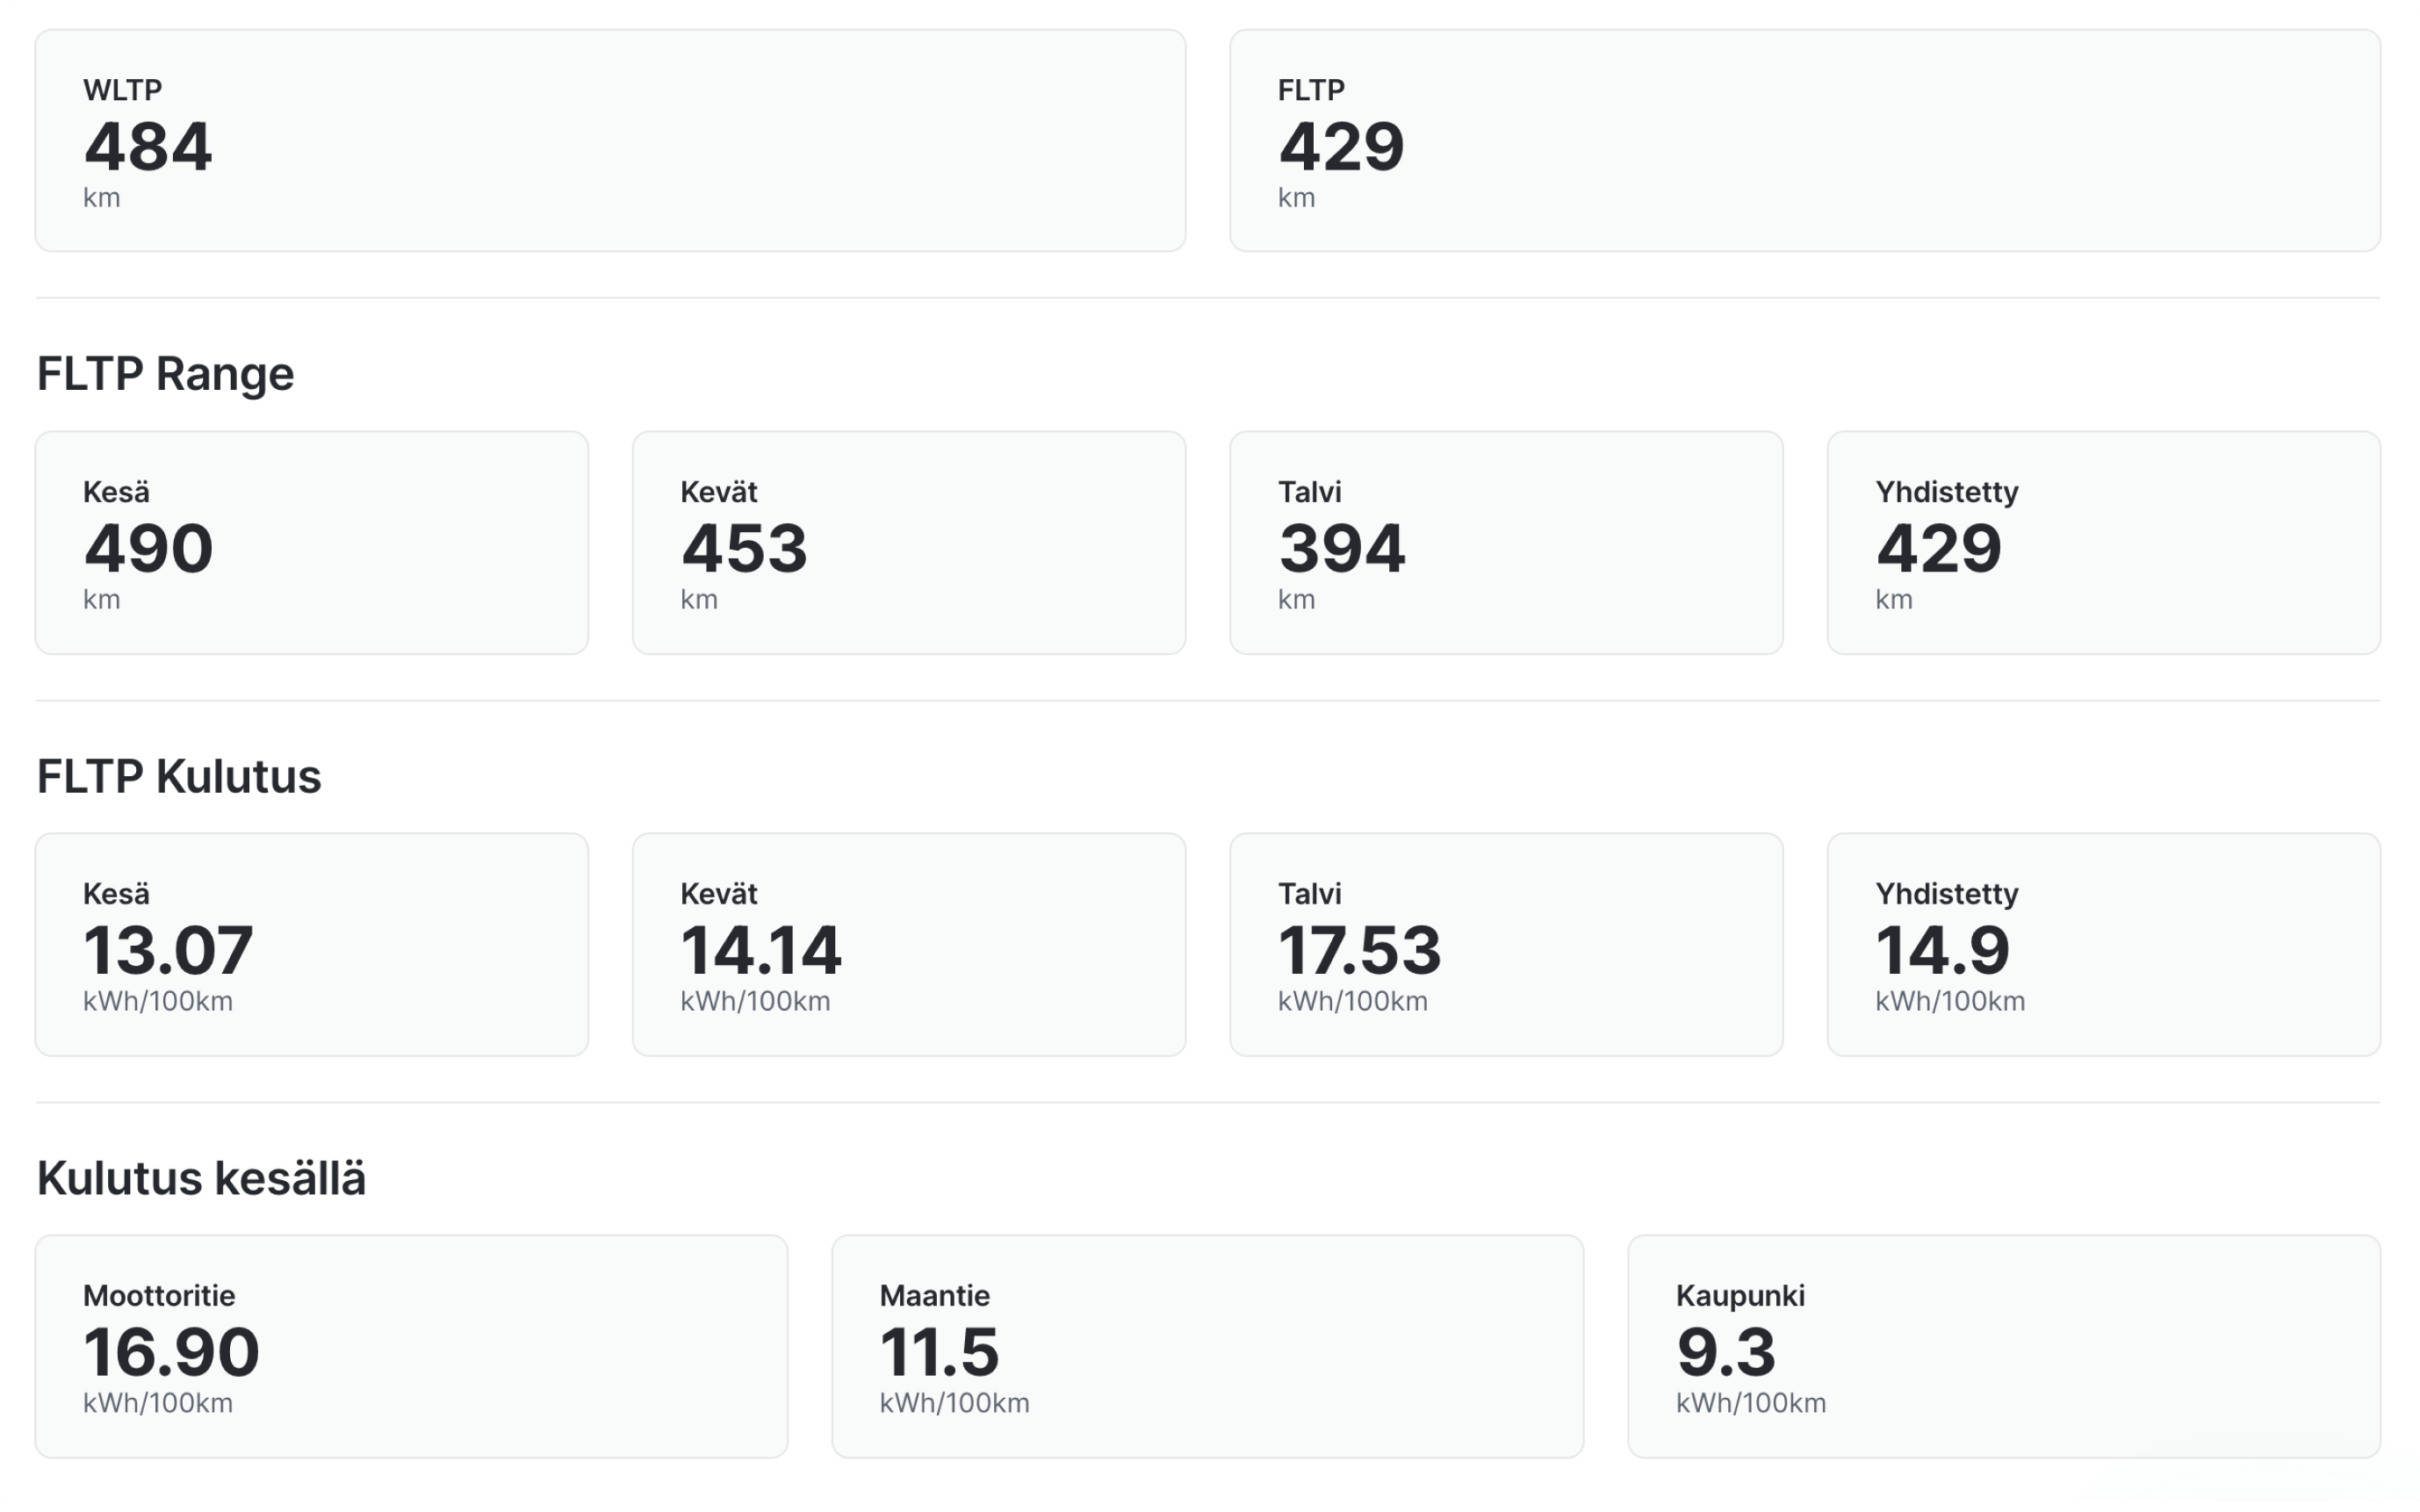 WLTP
484
km
FLTP
429
km
FLTP Range
Kesä
490
km
Kevät
453
km
Talvi
394
km
Yhdistetty
429
km
FLTP Kulutus
Kesä
13.07
kWh/100km
Kevät
14.14
kWh/100km
Talvi
17.53
kWh/100km
Yhdistetty
14.9
kWh/100km
Kulutus kesällä
Moottoritie
16.90
kWh/100km
Maantie
11.5
kWh/100km
Kaupunki
9.3
kWh/100km